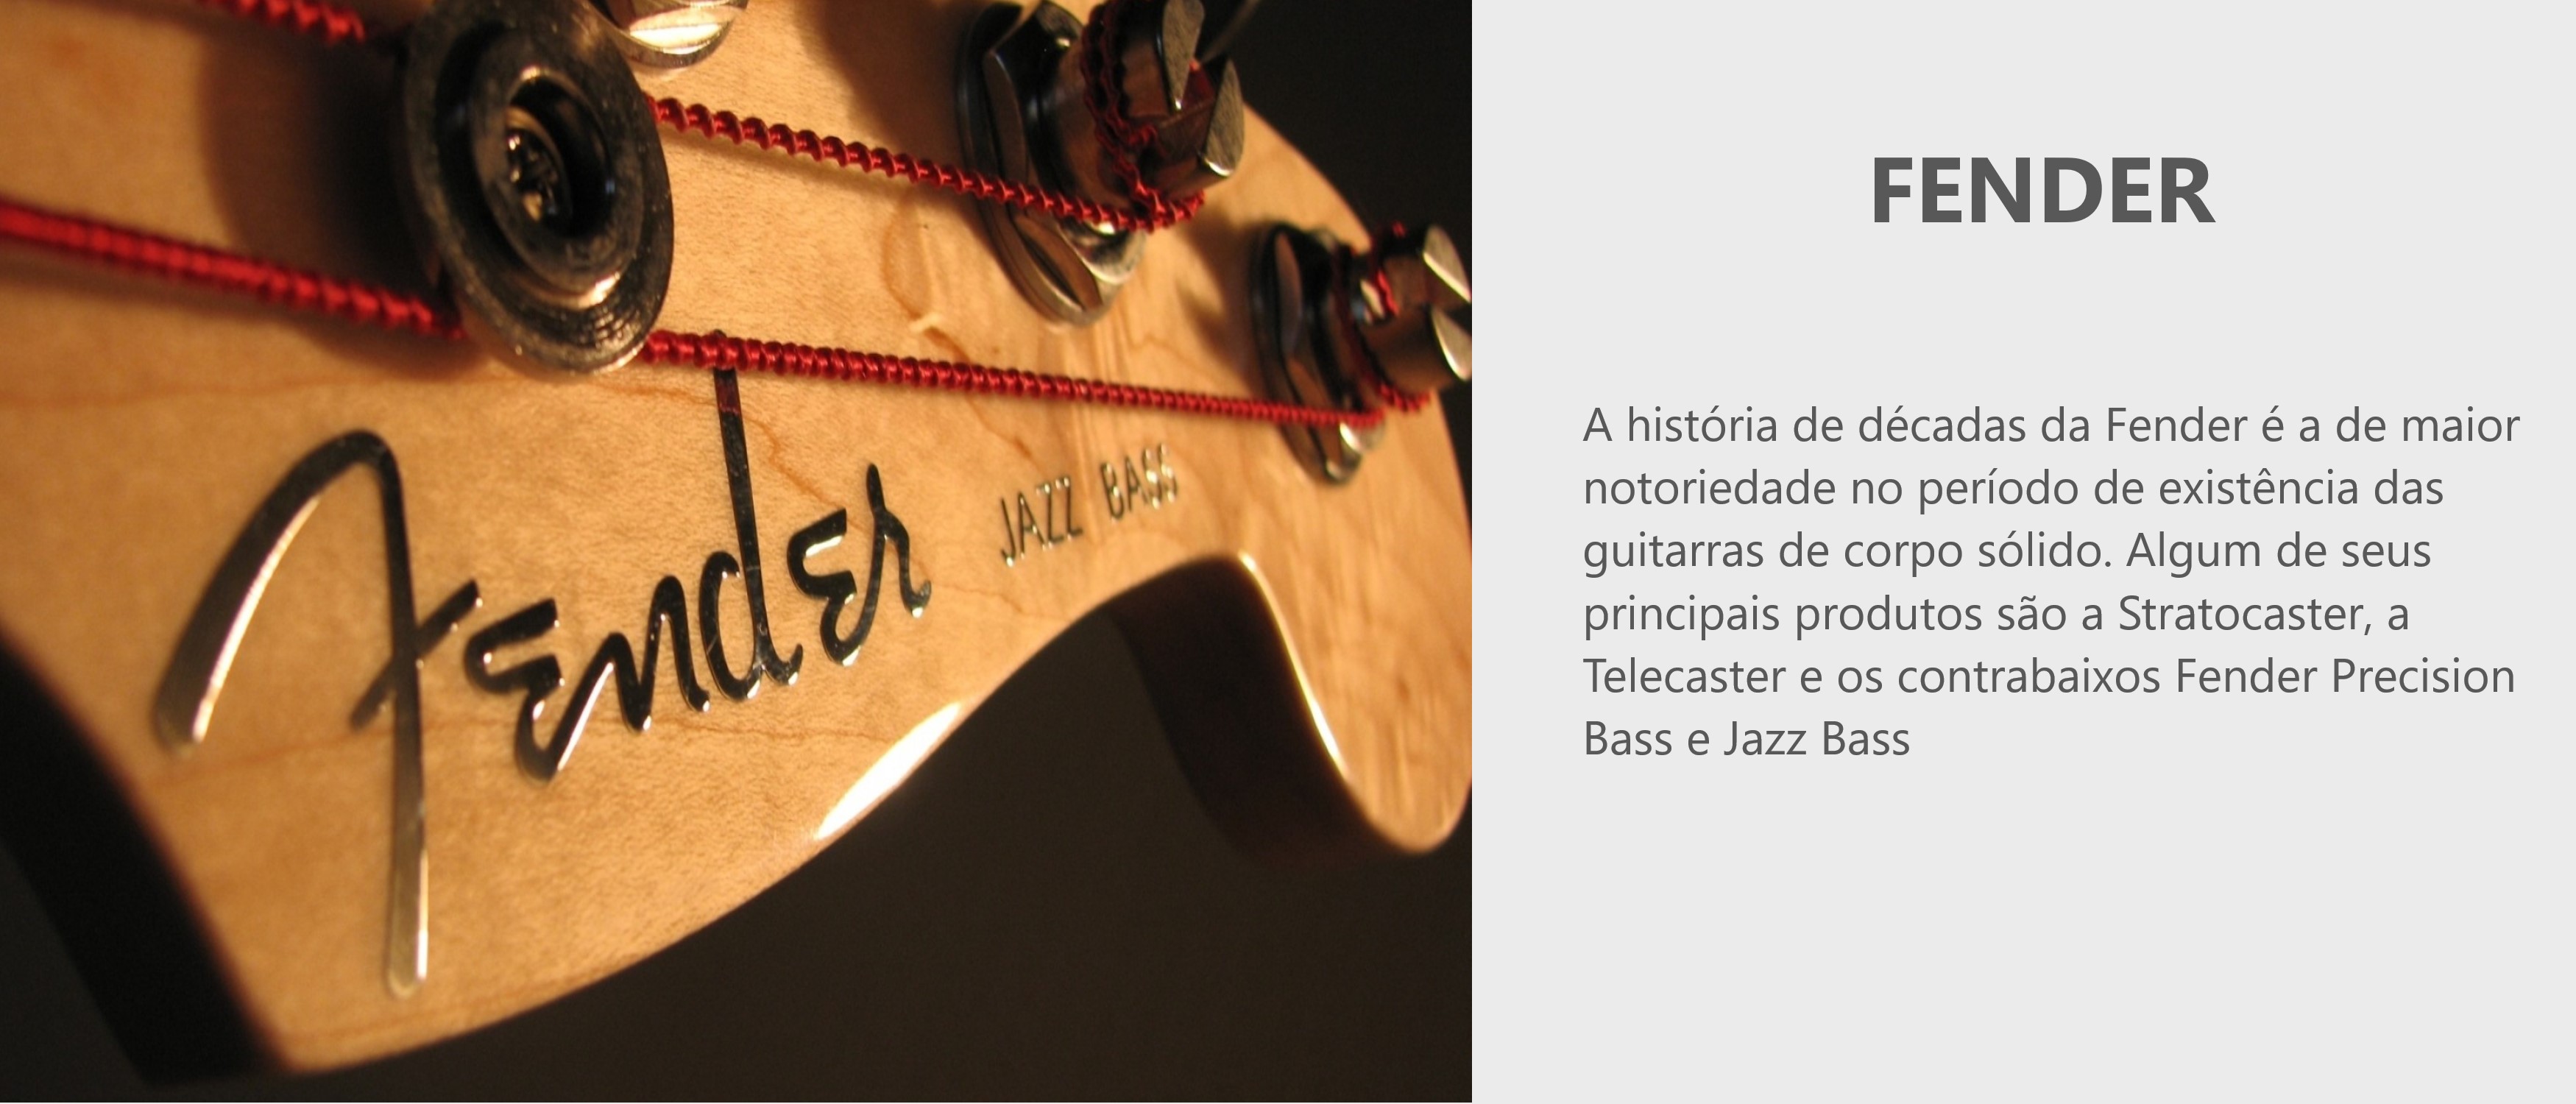 Fender
JAZZ BASS
FENDER
A história de décadas da Fender é a de maior
notoriedade no período de existência das
guitarras de corpo sólido. Algum de seus
principais produtos são a Stratocaster, a
Telecaster e os contrabaixos Fender Precision
Bass e Jazz Bass